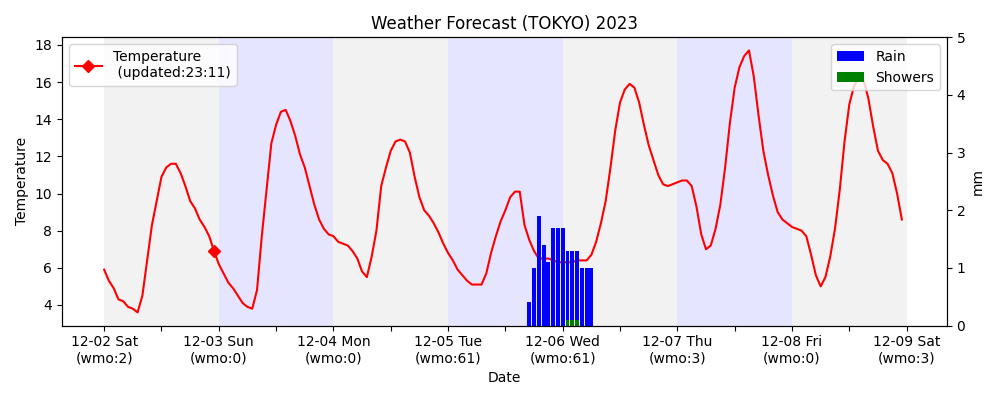 Weather Forecast (TOKYO) 2023
Temperature
(updated:23:11)
Rain
Showers
18
16
14
12
10
8
6
4
Temperature
5
4
3
2
1
0
mm
12-02 Sat
(wmo:2)
12-03 Sun
(wmo:0)
12-04 Mon
(wmo:0)
12-05 Tue
(wmo:61)
12-06 Wed
(wmo:61)
12-07 Thu
(wmo:3)
12-08 Fri
(wmo:0)
12-09 Sat
(wmo:3)
Date